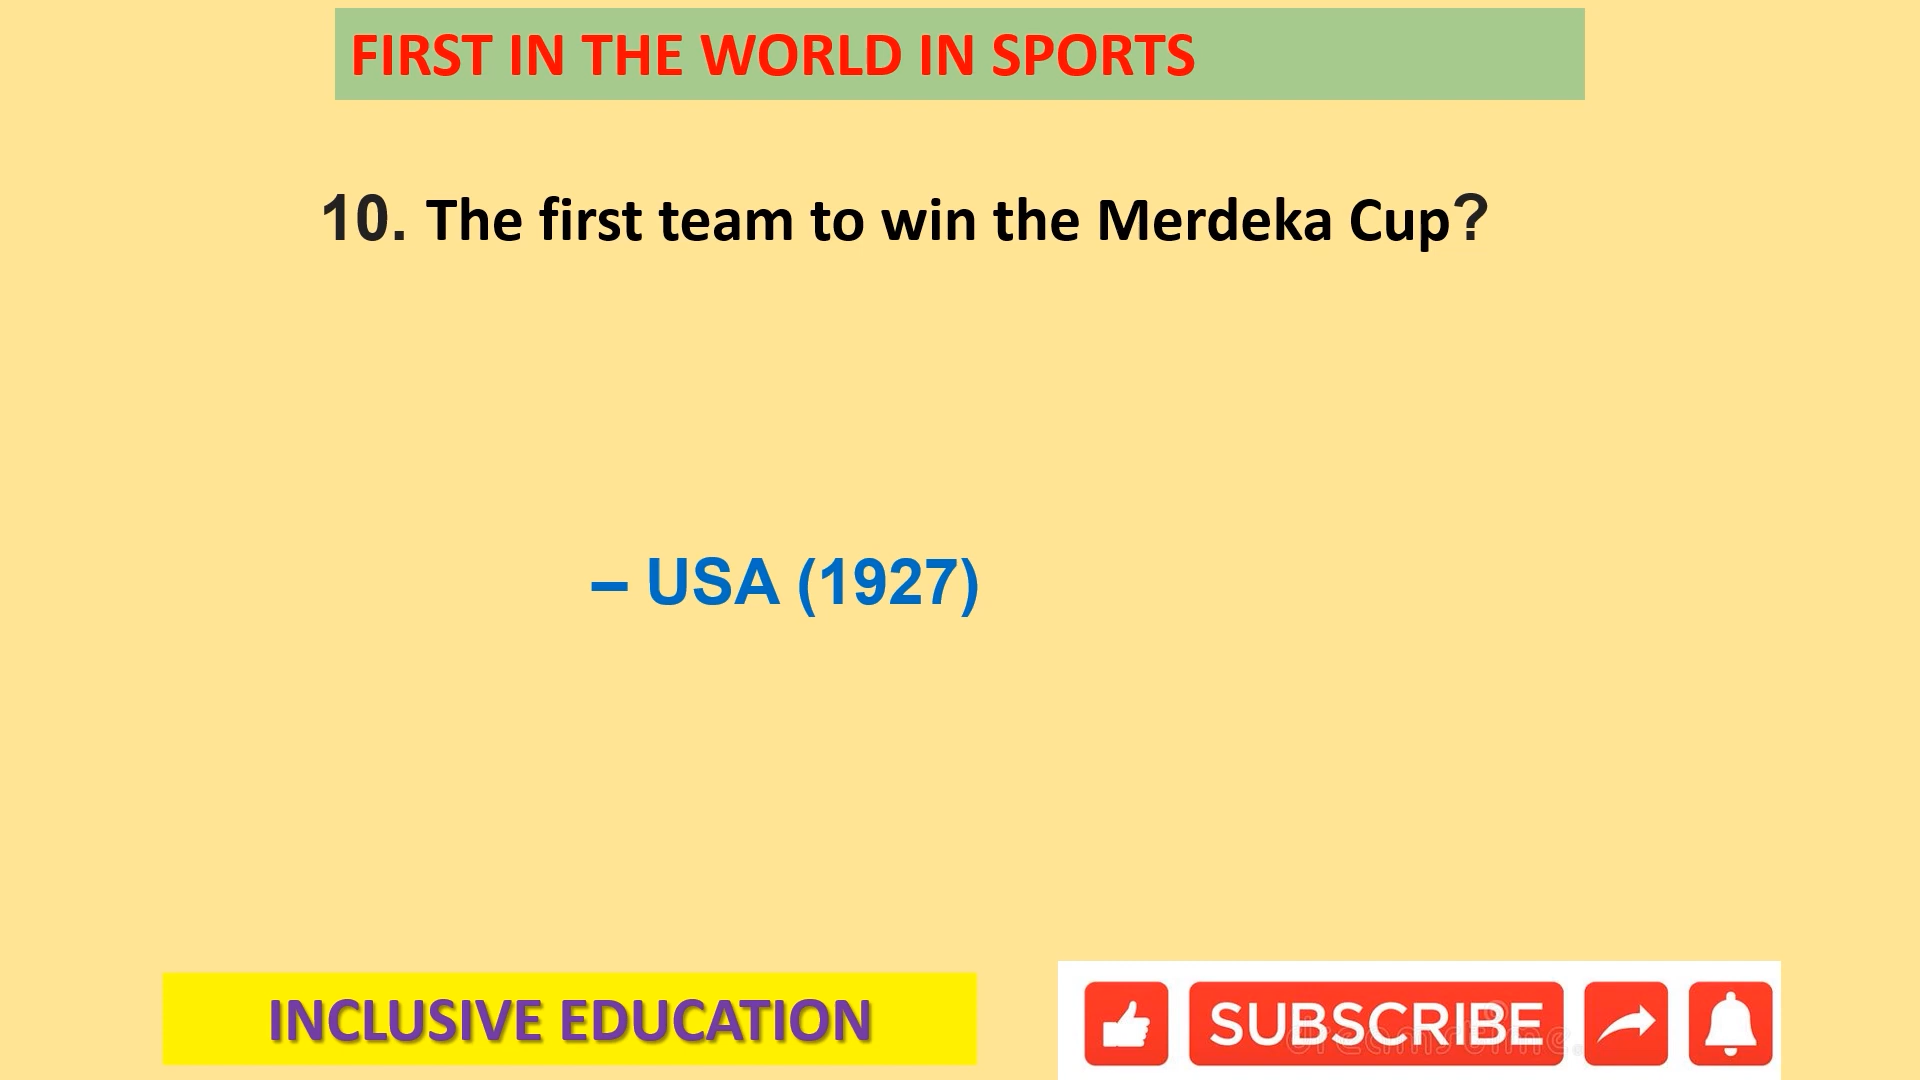 FIRST IN THE WORLD IN SPORTS
10. The first team to win the Merdeka Cup?
– USA (1927)
INCLUSIVE EDUCATION
SUBSCRIBE
dreamstime.